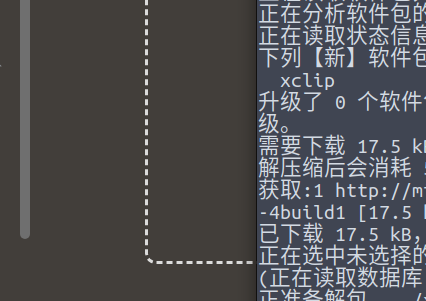 正在分析软件包的
正在读取状态信息
下列【新】软件包
xclip
升级了 0 个软件
级。
需要下载 17.5 k
解压缩后会消耗
获取:1 http://m
-4build1 [17.5 k
已下载 17.5 kB,
正在选中未选择的
(正在读取数据库
正准备解包